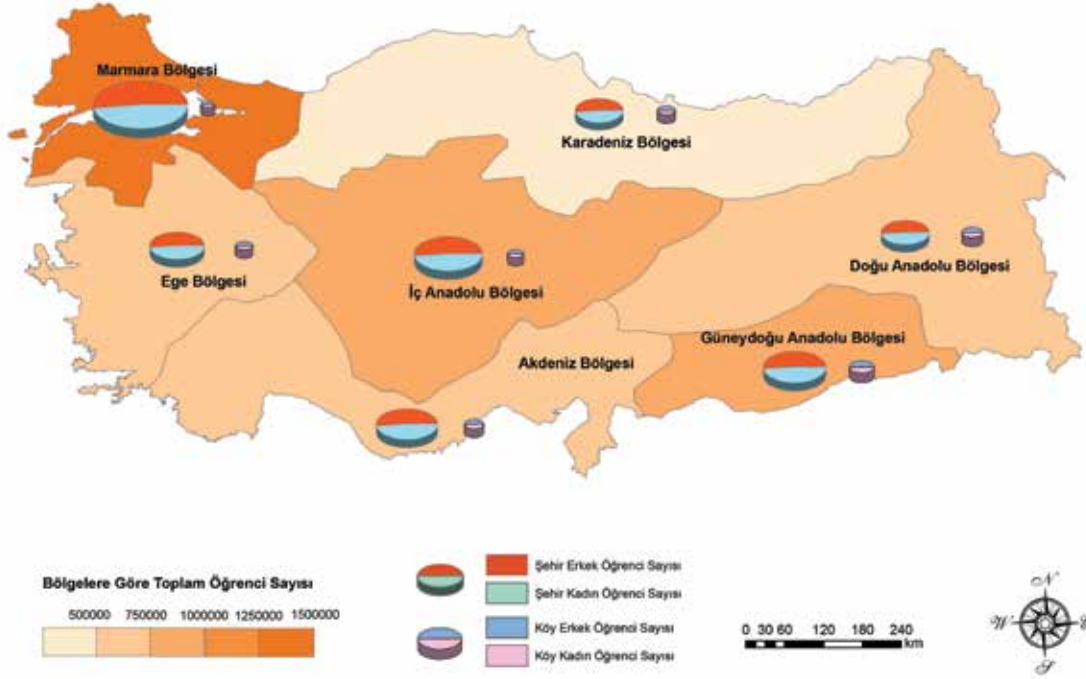 Marmara Bölgesi
Karadeniz Bölgesi
Ege Bölgesi
İç Anadolu Bölgesi
Doğu Anadolu Bölgesi
Güneydoğu Anadolu Bölgesi
Akdeniz Bölgesi
Bölgelere Göre Toplam Öğrenci Sayısı
500000 750000 1000000 1250000 1500000
Şehir Erkek Öğrenci Sayısı
Şehir Kadın Öğrenci Sayısı
Köy Erkek Öğrenci Sayısı
Köy Kadın Öğrenci Sayısı
0 30 60 120 180 240
km
N
W E
S